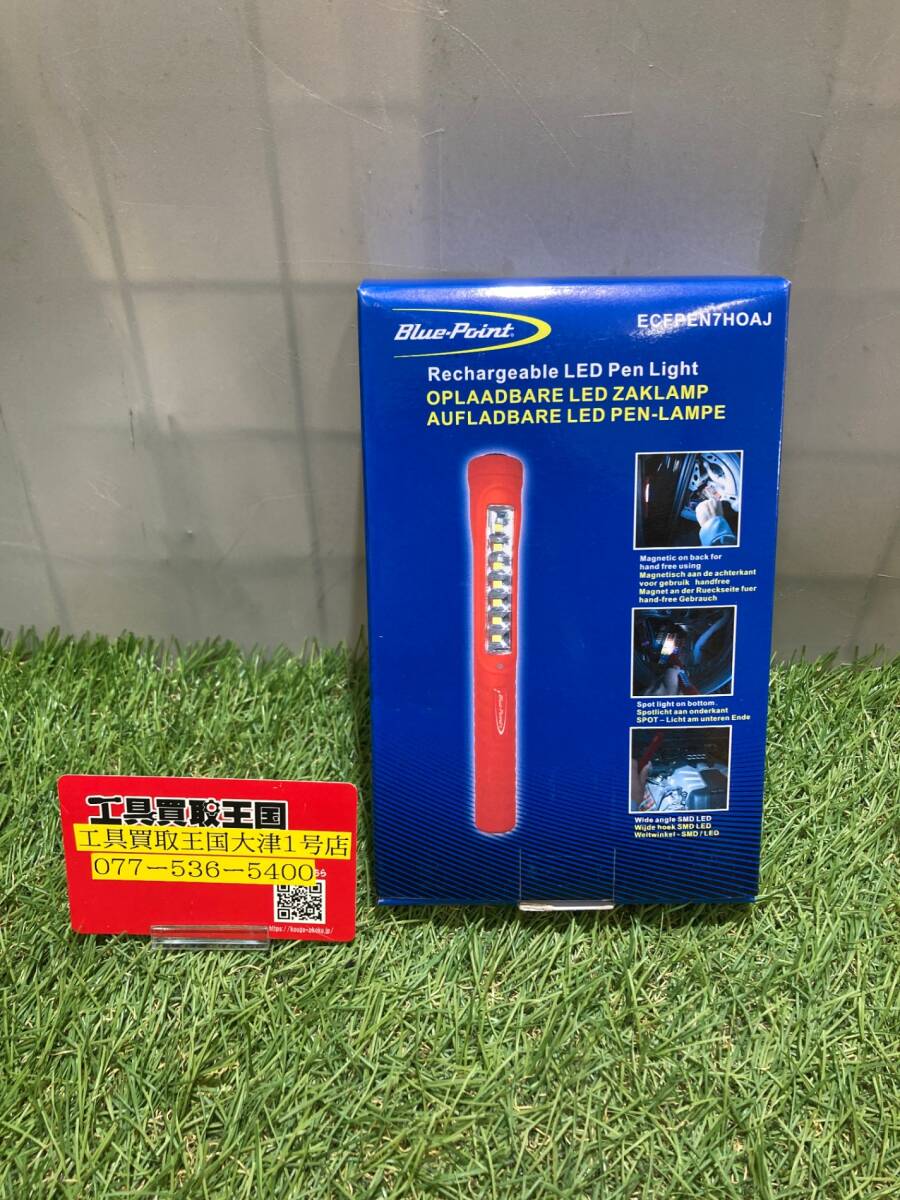 Blue-Point
ECFPEN7HOAJ
Rechargeable LED Pen Light
OPLAADBARE LED ZAKLAMP
AUFLADBARE LED PEN-LAMPE
Blue-Point
Magnetic on back for
hand free using
Magnetisch aan de achterkant
voor gebruik handfree
Magnet an der Rueckseite fuer
hand-free Gebrauch
Spot light on bottom.
Spotlicht aan onderkant
SPOT – Licht am unteren Ende
Wide angle SMD LED
Wijde hoek SMD LED
Weitwinkel - SMD / LED
工具買取王国
工具買取王国大津1号店
077-536-5400